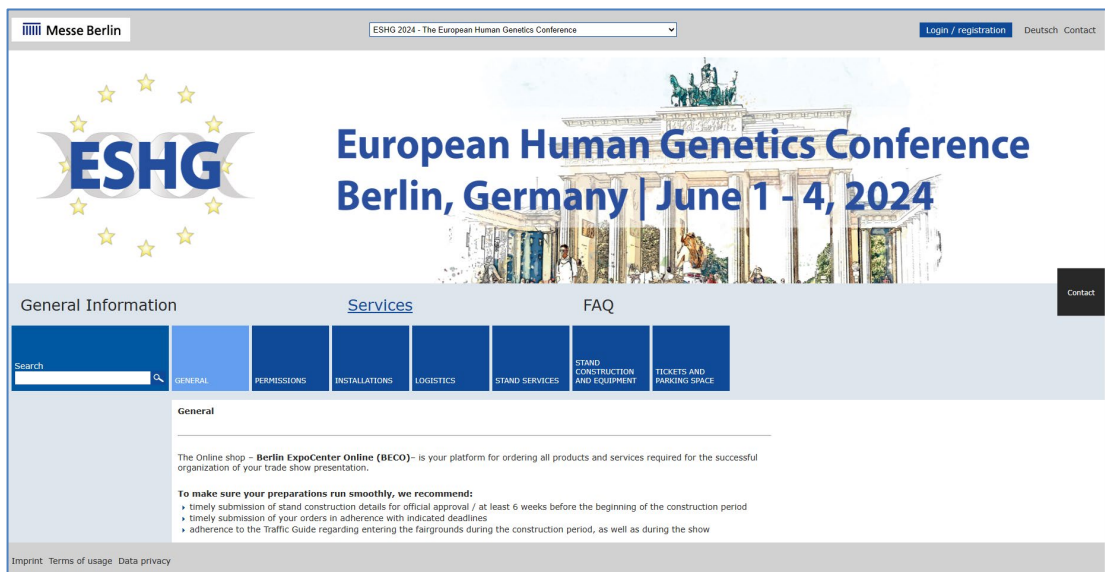 Messe Berlin
ESHG 2024 - The European Human Genetics Conference
Login / registration
Deutsch Contact
ESHG
European Human Genetics Conference
Berlin, Germany | June 1 - 4, 2024
Contact
General Information
Services
FAQ
Search
GENERAL
PERMISSIONS
INSTALLATIONS
LOGISTICS
STAND SERVICES
STAND
CONSTRUCTION
AND EQUIPMENT
TICKETS AND
PARKING SPACE
General
The Online shop – Berlin ExpoCenter Online (BECO)– is your platform for ordering all products and services required for the successful
organization of your trade show presentation.
To make sure your preparations run smoothly, we recommend:
timely submission of stand construction details for official approval / at least 6 weeks before the beginning of the construction period
timely submission of your orders in adherence with indicated deadlines
adherence to the Traffic Guide regarding entering the fairgrounds during the construction period, as well as during the show
Imprint Terms of usage Data privacy